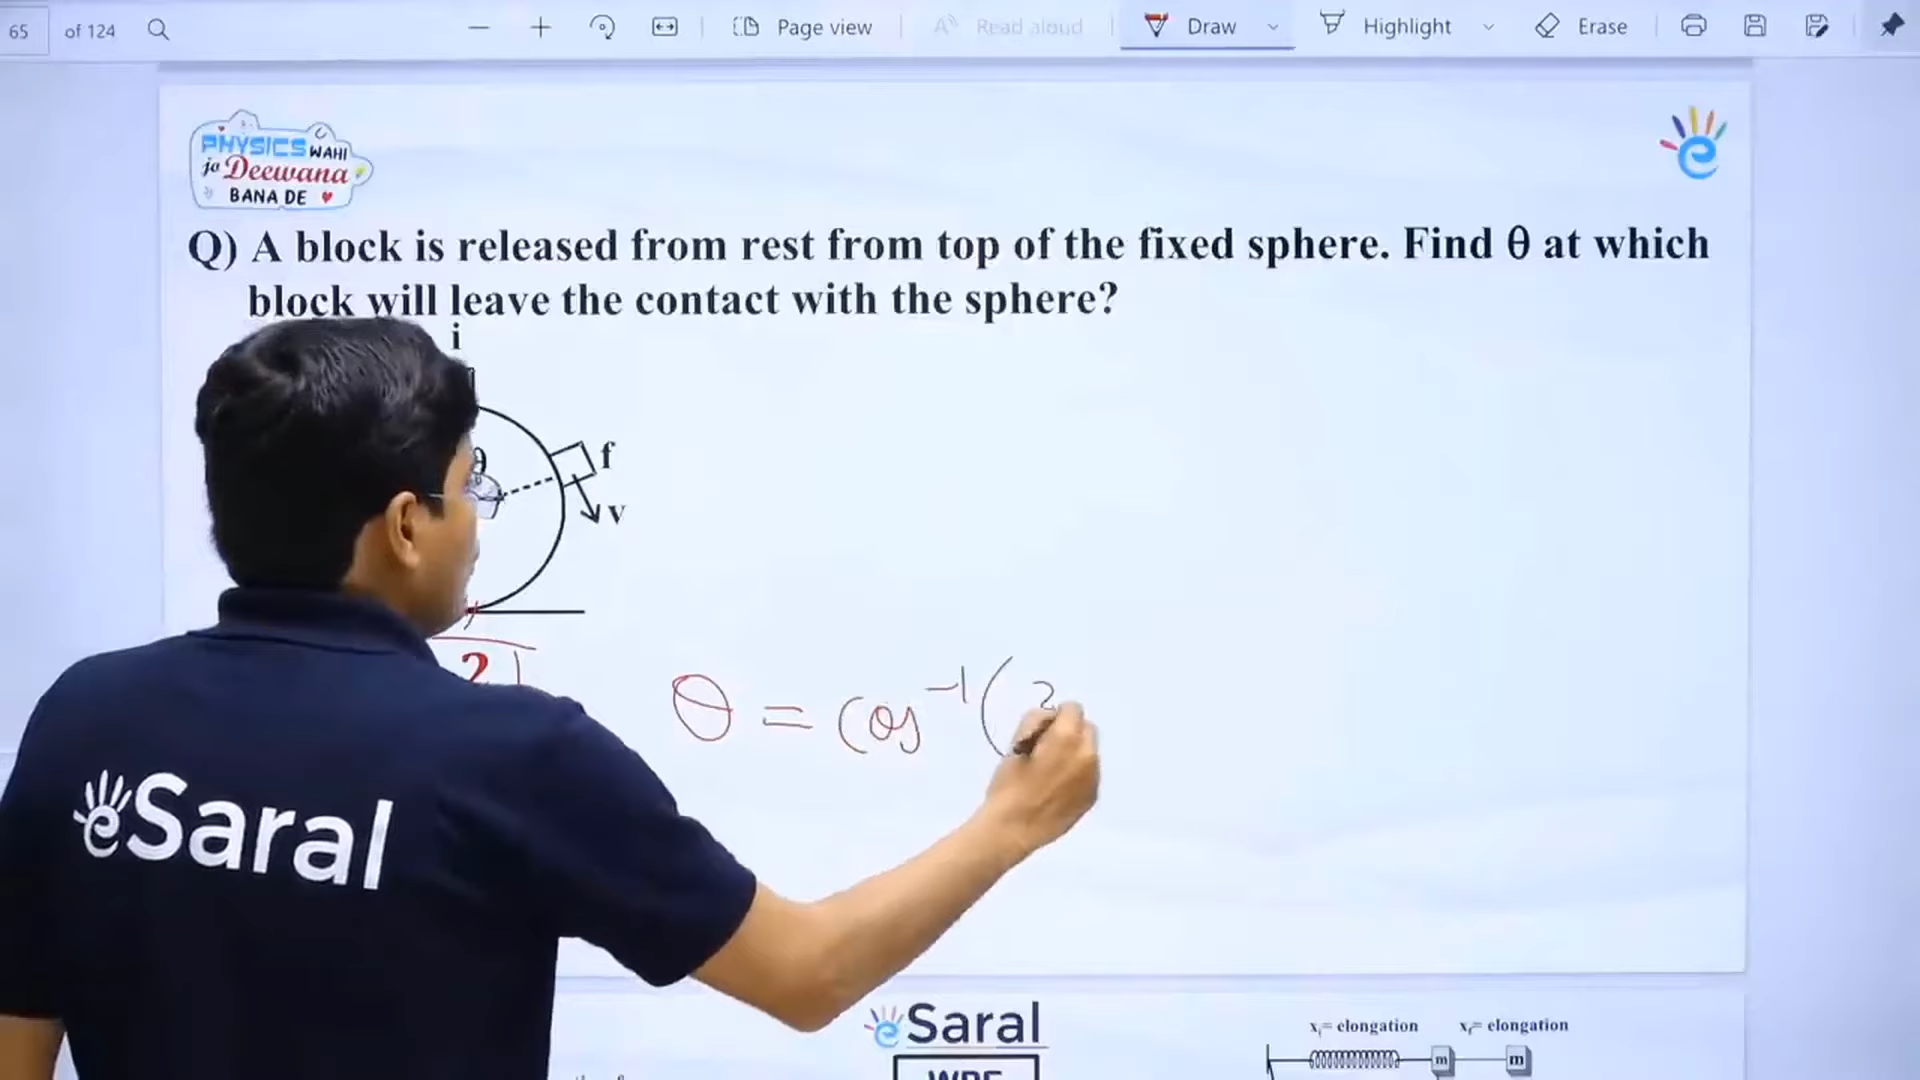 65 of 124 Page view Read aloud Draw Highlight Erase
PHYSICS WAHI
jo Deewana
BANA DE
e
Q) A block is released from rest from top of the fixed sphere. Find θ at which
block will leave the contact with the sphere?
i
θ
f
v
2
θ = cos⁻¹(2
eSaral
eSaral
xᵢ= elongation x_f= elongation
m m